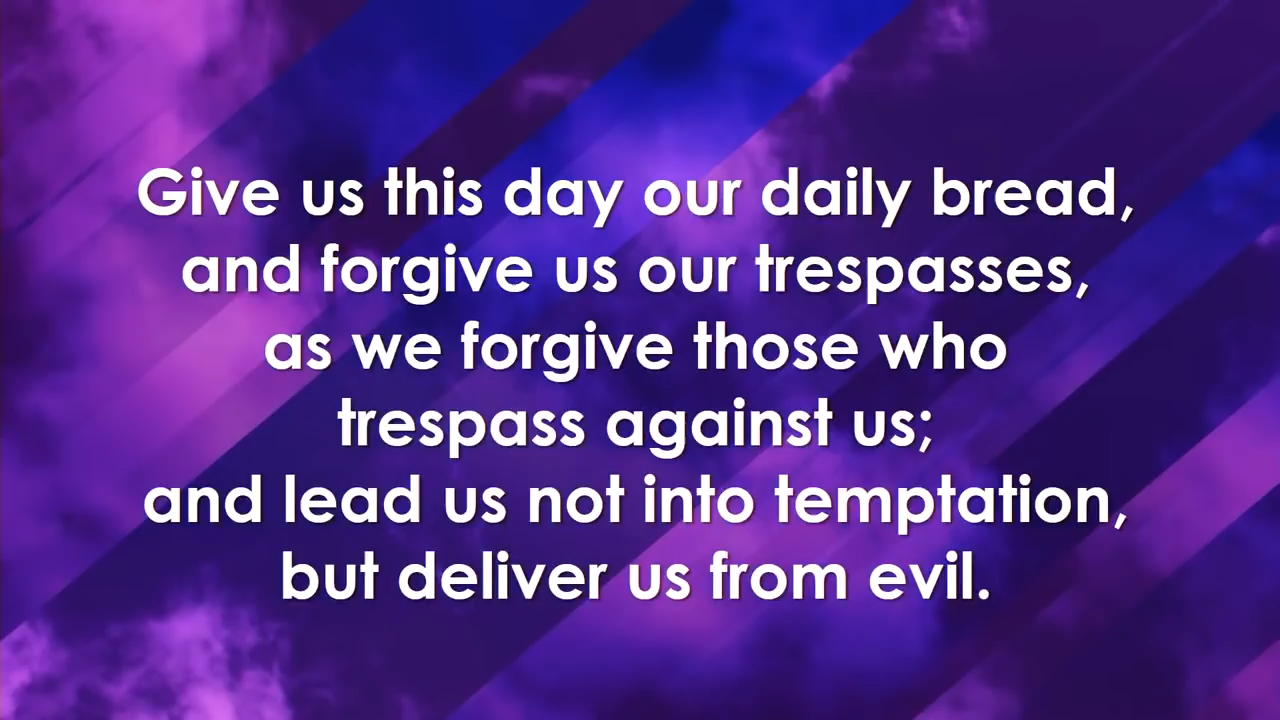 Give us this day our daily bread,
and forgive us our trespasses,
as we forgive those who
trespass against us;
and lead us not into temptation,
but deliver us from evil.